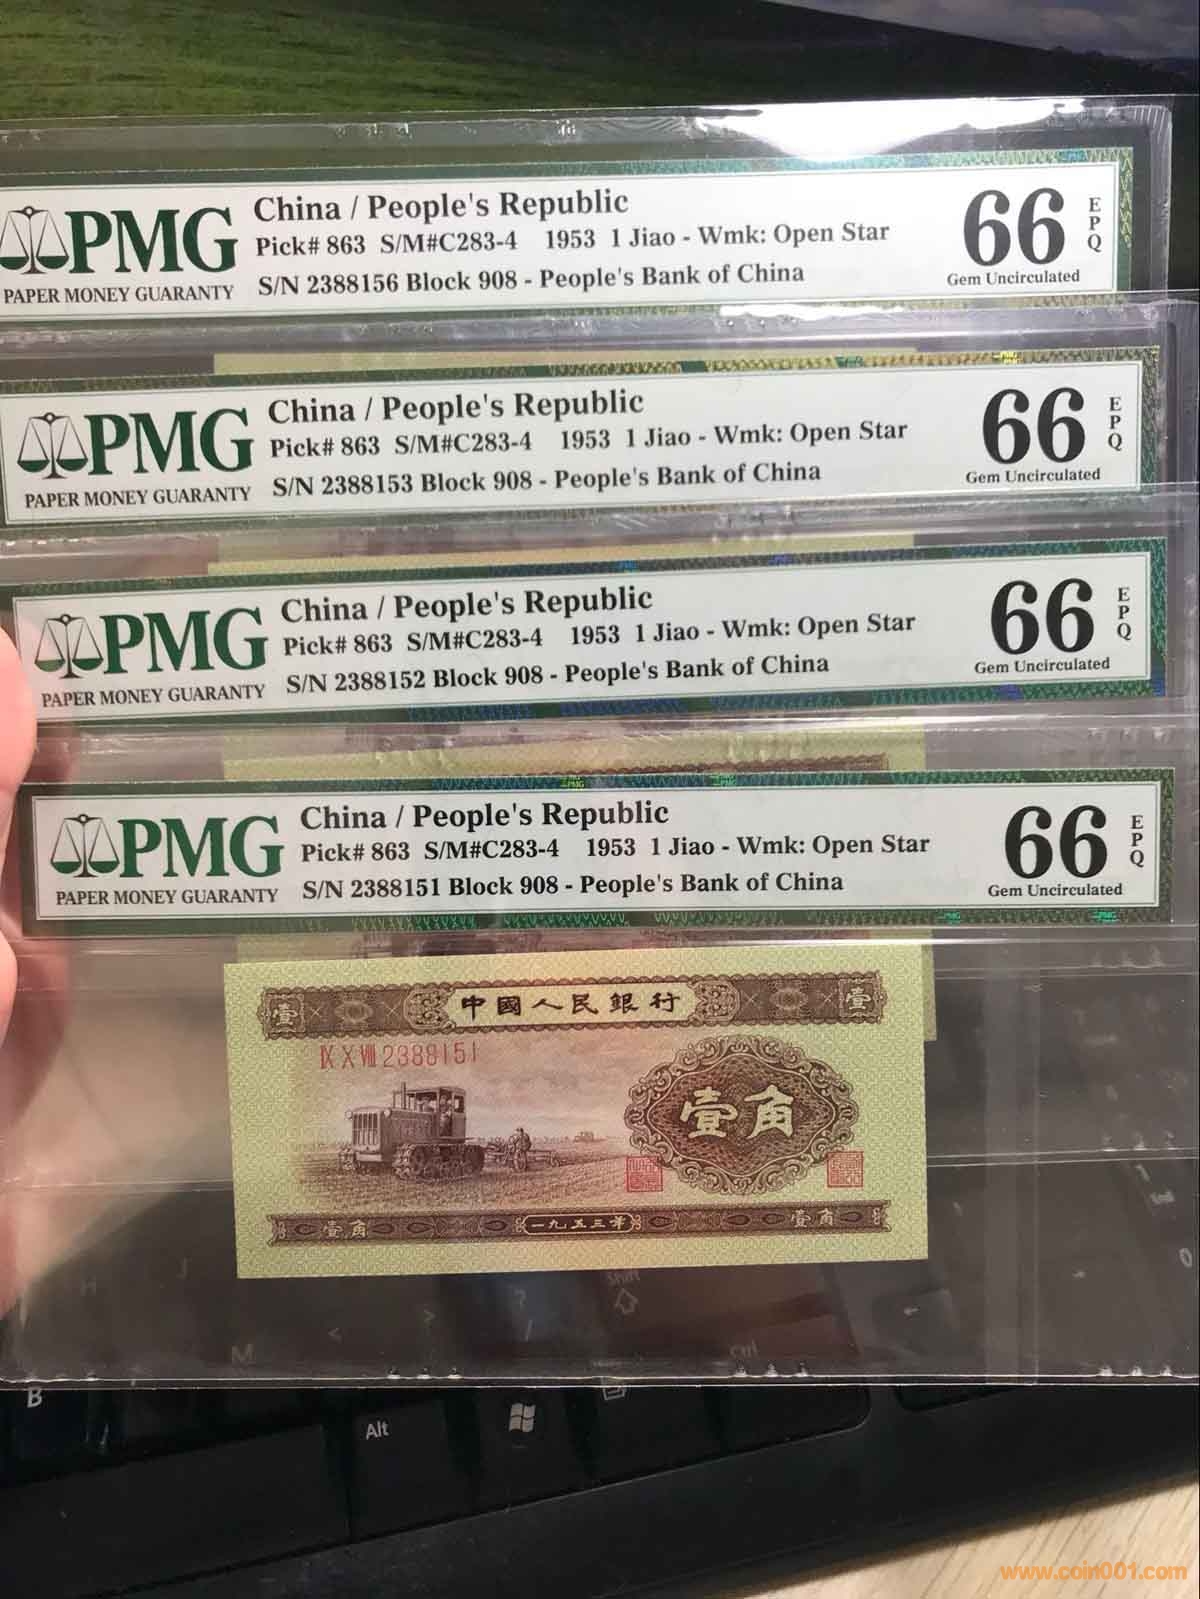 China / People's Republic
PMG
Pick# 863 S/M#C283-4 1953 1 Jiao - Wmk: Open Star
S/N 2388156 Block 908 - People's Bank of China
PAPER MONEY GUARANTY
66
EPQ
Gem Uncirculated
China / People's Republic
PMG
Pick# 863 S/M#C283-4 1953 1 Jiao - Wmk: Open Star
S/N 2388153 Block 908 - People's Bank of China
PAPER MONEY GUARANTY
66
EPQ
Gem Uncirculated
China / People's Republic
PMG
Pick# 863 S/M#C283-4 1953 1 Jiao - Wmk: Open Star
S/N 2388152 Block 908 - People's Bank of China
PAPER MONEY GUARANTY
66
EPQ
Gem Uncirculated
China / People's Republic
PMG
Pick# 863 S/M#C283-4 1953 1 Jiao - Wmk: Open Star
S/N 2388151 Block 908 - People's Bank of China
PAPER MONEY GUARANTY
66
EPQ
Gem Uncirculated
壹 中國人民銀行 壹
IX X VIII 2388151
壹角
壹角 一九五三年 壹角
H J
Shift
M < > ?
Ctrl
B
Alt
www.coin001.com